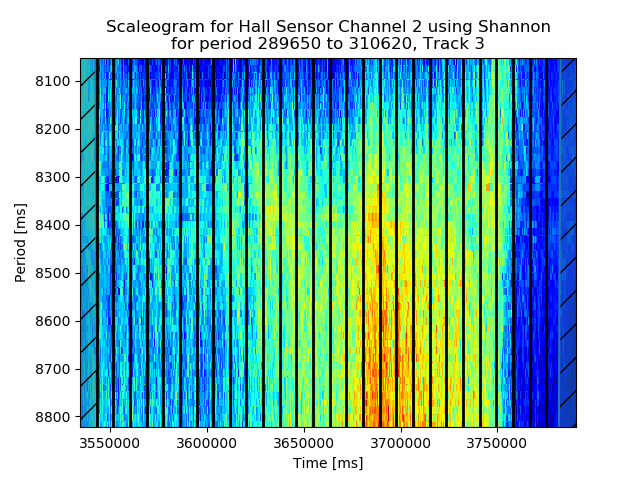 Scaleogram for Hall Sensor Channel 2 using Shannon
for period 289650 to 310620, Track 3
8100
8200
8300
8400
8500
8600
8700
8800
Period [ms]
3550000 3600000 3650000 3700000 3750000
Time [ms]